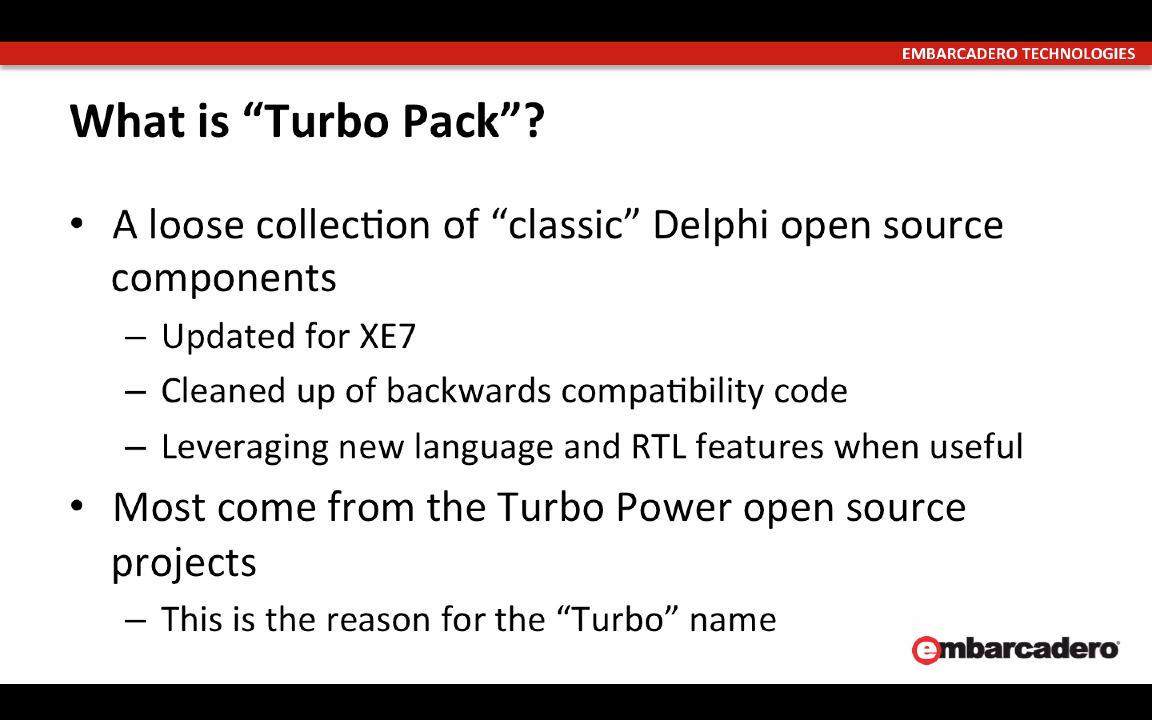 EMBARCADERO TECHNOLOGIES
What is “Turbo Pack”?
• A loose collection of “classic” Delphi open source
components
– Updated for XE7
– Cleaned up of backwards compatibility code
– Leveraging new language and RTL features when useful
• Most come from the Turbo Power open source
projects
– This is the reason for the “Turbo” name
embarcadero